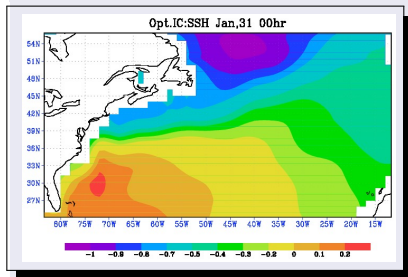 Opt.IC:SSH Jan,31 00hr
54N
51N
48N
45N
42N
39N
36N
33N
30N
27N
80W 75W 70W 65W 60W 55W 50W 45W 40W 35W 30W 25W 20W 15W
-1 -0.9 -0.8 -0.7 -0.5 -0.4 -0.3 -0.2 0 0.1 0.2